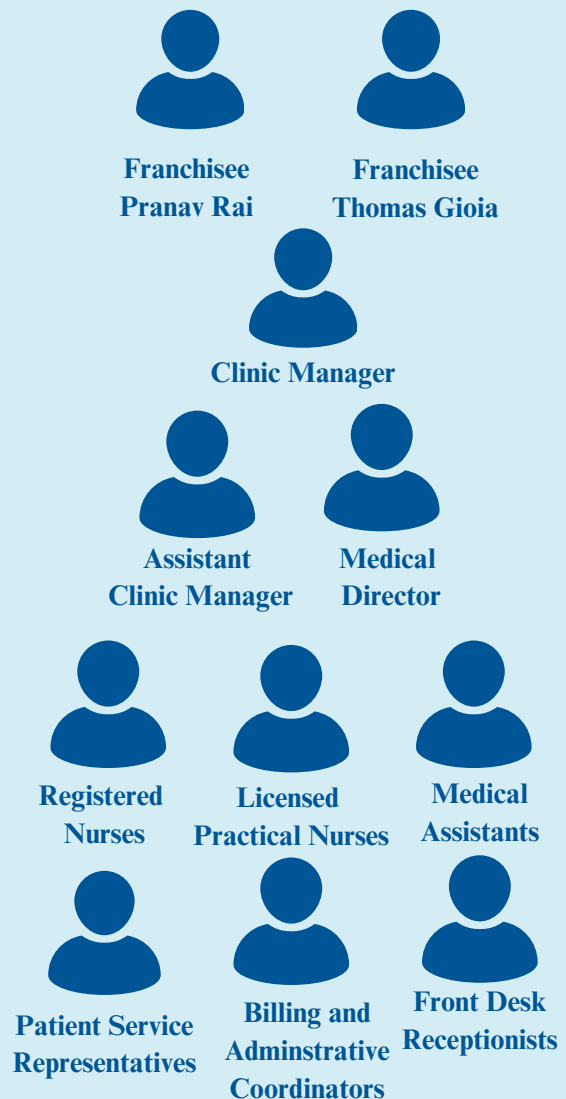 Franchisee
Pranav Rai
Franchisee
Thomas Gioia
Clinic Manager
Assistant
Clinic Manager
Medical
Director
Registered
Nurses
Licensed
Practical Nurses
Medical
Assistants
Patient Service
Representatives
Billing and
Adminstrative
Coordinators
Front Desk
Receptionists